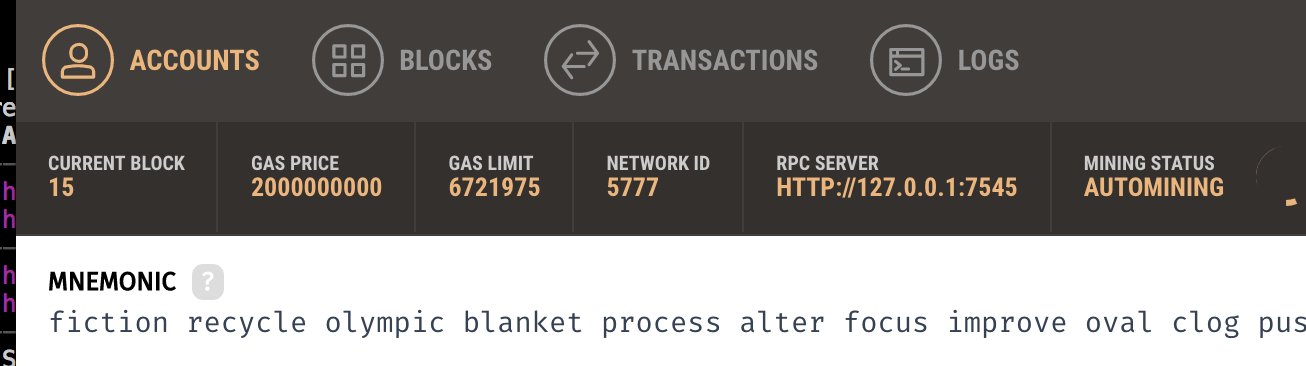 ACCOUNTS BLOCKS TRANSACTIONS LOGS
CURRENT BLOCK GAS PRICE GAS LIMIT NETWORK ID RPC SERVER MINING STATUS
15 2000000000 6721975 5777 HTTP://127.0.0.1:7545 AUTOMINING
MNEMONIC ?
fiction recycle olympic blanket process alter focus improve oval clog pus